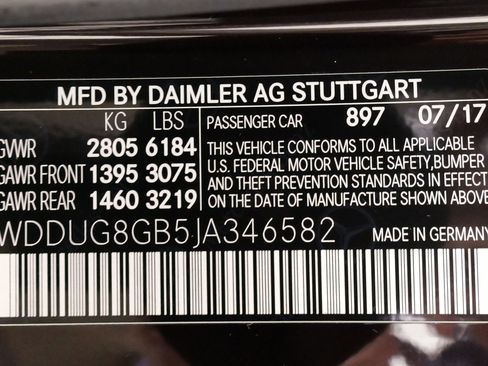 MFD BY DAIMLER AG STUTTGART
KG LBS PASSENGER CAR 897 07/17
GVWR 2805 6184 THIS VEHICLE CONFORMS TO ALL APPLICABLE
GAWR FRONT 1395 3075 U.S. FEDERAL MOTOR VEHICLE SAFETY, BUMPER
GAWR REAR 1460 3219 AND THEFT PREVENTION STANDARDS IN EFFECT
ON THE DATE OF MANUFACTURE SHOWN ABOVE
WDDUG8GB5JA346582 MADE IN GERMANY